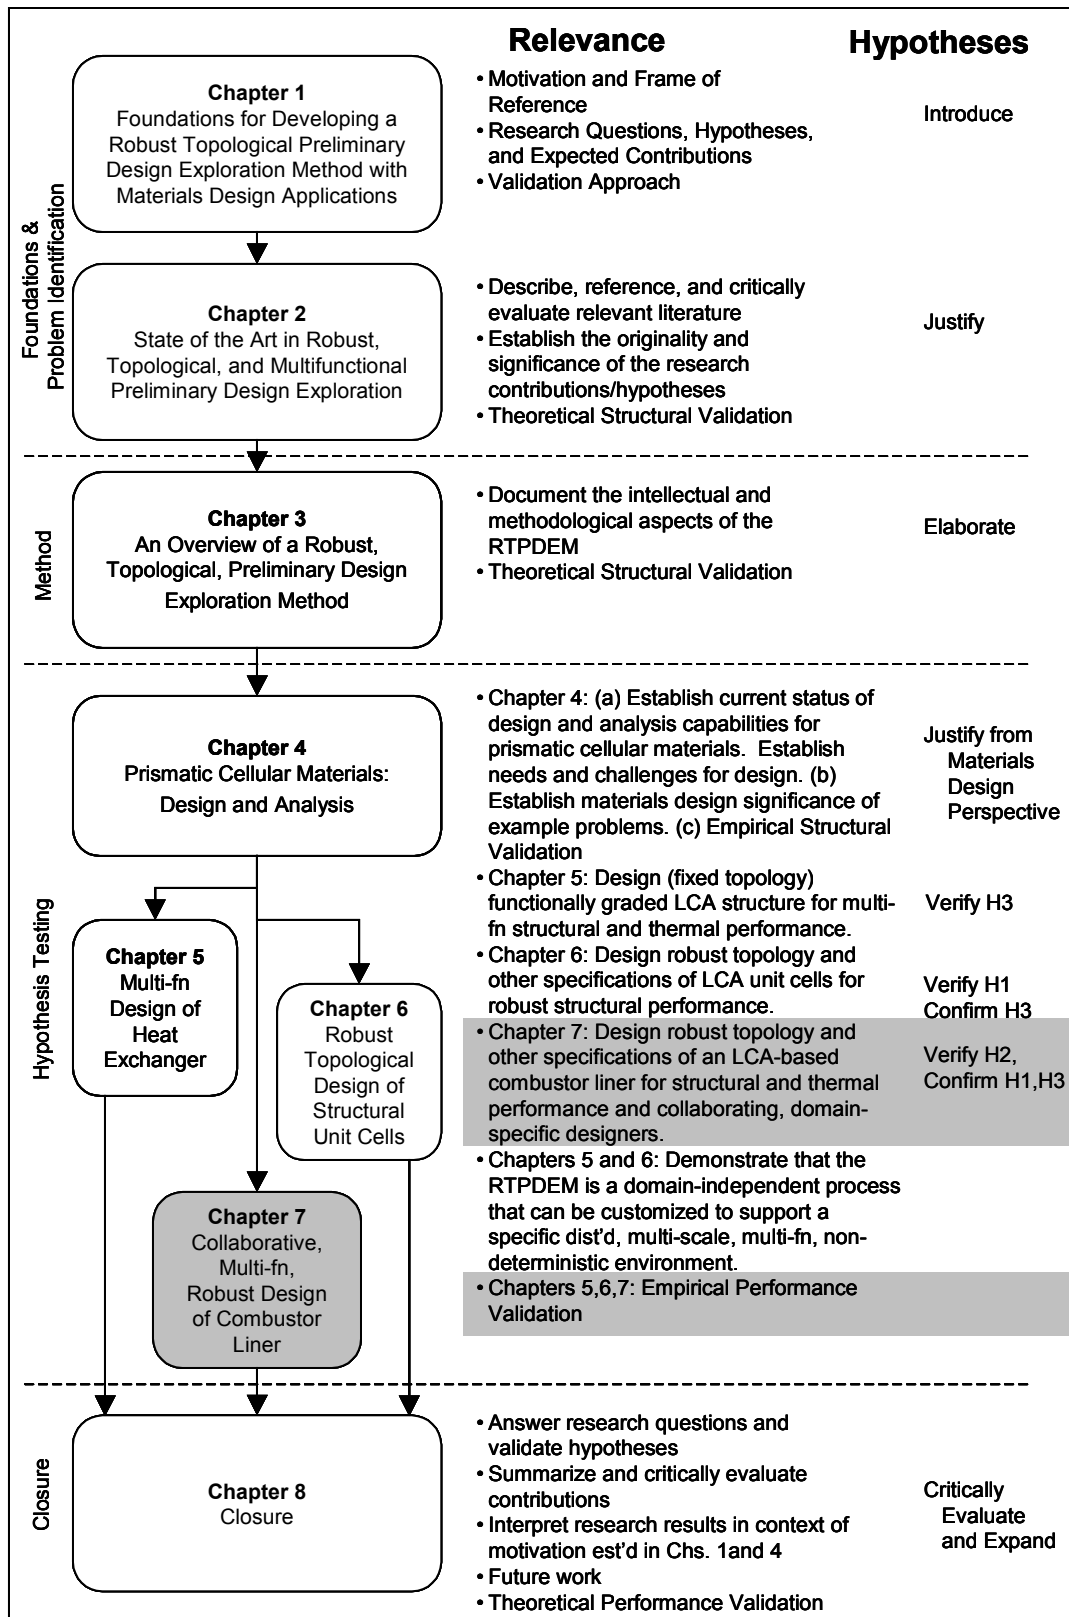 Relevance
Hypotheses
Foundations &
Problem Identification
Chapter 1
Foundations for Developing a
Robust Topological Preliminary
Design Exploration Method with
Materials Design Applications
• Motivation and Frame of
Reference
• Research Questions, Hypotheses,
and Expected Contributions
• Validation Approach
Introduce
Chapter 2
State of the Art in Robust,
Topological, and Multifunctional
Preliminary Design Exploration
• Describe, reference, and critically
evaluate relevant literature
• Establish the originality and
significance of the research
contributions/hypotheses
• Theoretical Structural Validation
Justify
Method
Chapter 3
An Overview of a Robust,
Topological, Preliminary Design
Exploration Method
• Document the intellectual and
methodological aspects of the
RTPDEM
• Theoretical Structural Validation
Elaborate
Hypothesis Testing
Chapter 4
Prismatic Cellular Materials:
Design and Analysis
• Chapter 4: (a) Establish current status of
design and analysis capabilities for
prismatic cellular materials. Establish
needs and challenges for design. (b)
Establish materials design significance of
example problems. (c) Empirical Structural
Validation
Justify from
Materials
Design
Perspective
Chapter 5
Multi-fn
Design of
Heat
Exchanger
• Chapter 5: Design (fixed topology)
functionally graded LCA structure for multi-
fn structural and thermal performance.
Verify H3
Chapter 6
Robust
Topological
Design of
Structural
Unit Cells
• Chapter 6: Design robust topology and
other specifications of LCA unit cells for
robust structural performance.
Verify H1
Confirm H3
Chapter 7
Collaborative,
Multi-fn,
Robust Design
of Combustor
Liner
• Chapter 7: Design robust topology and
other specifications of an LCA-based
combustor liner for structural and thermal
performance and collaborating, domain-
specific designers.
Verify H2,
Confirm H1,H3
• Chapters 5 and 6: Demonstrate that the
RTPDEM is a domain-independent process
that can be customized to support a
specific dist’d, multi-scale, multi-fn, non-
deterministic environment.
• Chapters 5,6,7: Empirical Performance
Validation
Closure
Chapter 8
Closure
• Answer research questions and
validate hypotheses
• Summarize and critically evaluate
contributions
• Interpret research results in context of
motivation est’d in Chs. 1and 4
• Future work
• Theoretical Performance Validation
Critically
Evaluate
and Expand